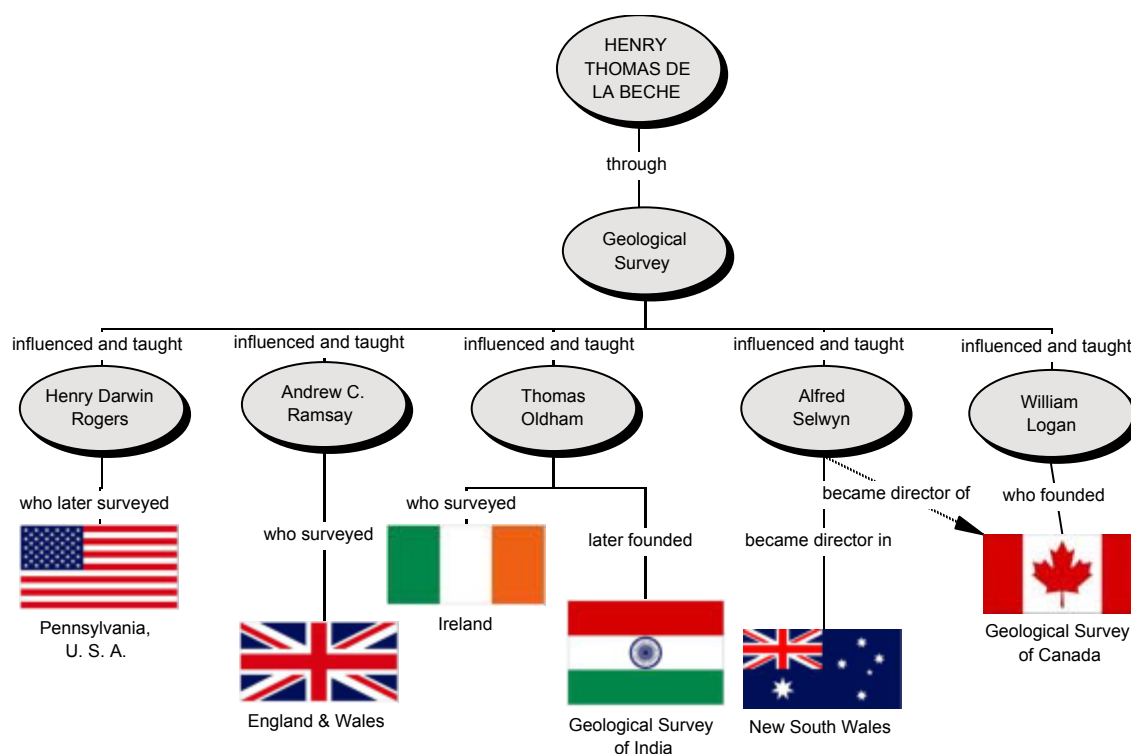 HENRY
THOMAS DE
LA BECHE
through
Geological
Survey
influenced and taught
influenced and taught
influenced and taught
influenced and taught
influenced and taught
Henry Darwin
Rogers
Andrew C.
Ramsay
Thomas
Oldham
Alfred
Selwyn
William
Logan
who later surveyed
who surveyed
who surveyed
later founded
became director in
became director of
who founded
Pennsylvania,
U. S. A.
England & Wales
Ireland
Geological Survey
of India
New South Wales
Geological Survey
of Canada